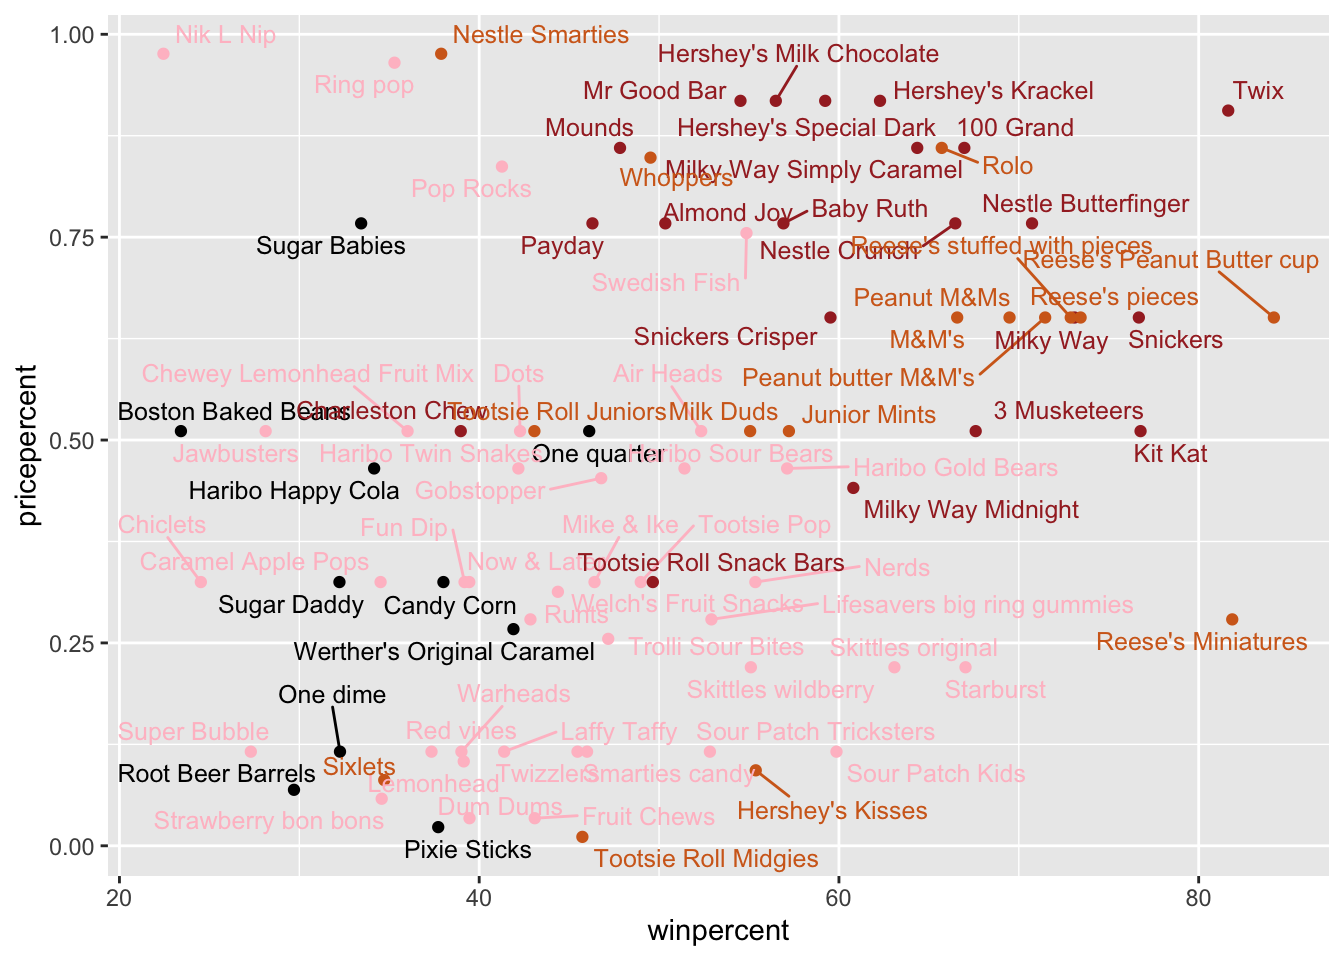 1.00
Nik L Nip
Nestle Smarties
Hershey's Milk Chocolate
Ring pop
Mr Good Bar
Hershey's Krackel
Twix
Mounds
Hershey's Special Dark
100 Grand
Whoppers
Milky Way Simply Caramel
Rolo
Pop Rocks
Almond Joy
Baby Ruth
Nestle Butterfinger
0.75
Sugar Babies
Payday
Nestle Crunch
Reese's stuffed with pieces
Reese's Peanut Butter cup
Swedish Fish
Peanut M&Ms
Reese's pieces
Snickers Crisper
M&M's
Milky Way
Snickers
Chewey Lemonhead Fruit Mix
Dots
Air Heads
Peanut butter M&M's
Boston Baked Beans
Charleston Chew
Tootsie Roll Juniors
Milk Duds
Junior Mints
3 Musketeers
0.50
Jawbusters
Haribo Twin Snakes
One quarter
Haribo Sour Bears
Haribo Gold Bears
Kit Kat
Haribo Happy Cola
Gobstopper
Milky Way Midnight
Chiclets
Fun Dip
Mike & Ike
Tootsie Pop
Caramel Apple Pops
Now & Later
Tootsie Roll Snack Bars
Nerds
Sugar Daddy
Candy Corn
Runts
Welch's Fruit Snacks
Lifesavers big ring gummies
0.25
Werther's Original Caramel
Trolli Sour Bites
Skittles original
Reese's Miniatures
One dime
Warheads
Skittles wildberry
Starburst
Super Bubble
Red vines
Laffy Taffy
Sour Patch Tricksters
Root Beer Barrels
Sixlets
Lemonhead
Twizzlers
Smarties candy
Sour Patch Kids
Strawberry bon bons
Dum Dums
Fruit Chews
Hershey's Kisses
0.00
Pixie Sticks
Tootsie Roll Midgies
20
40
60
80
winpercent
pricepercent